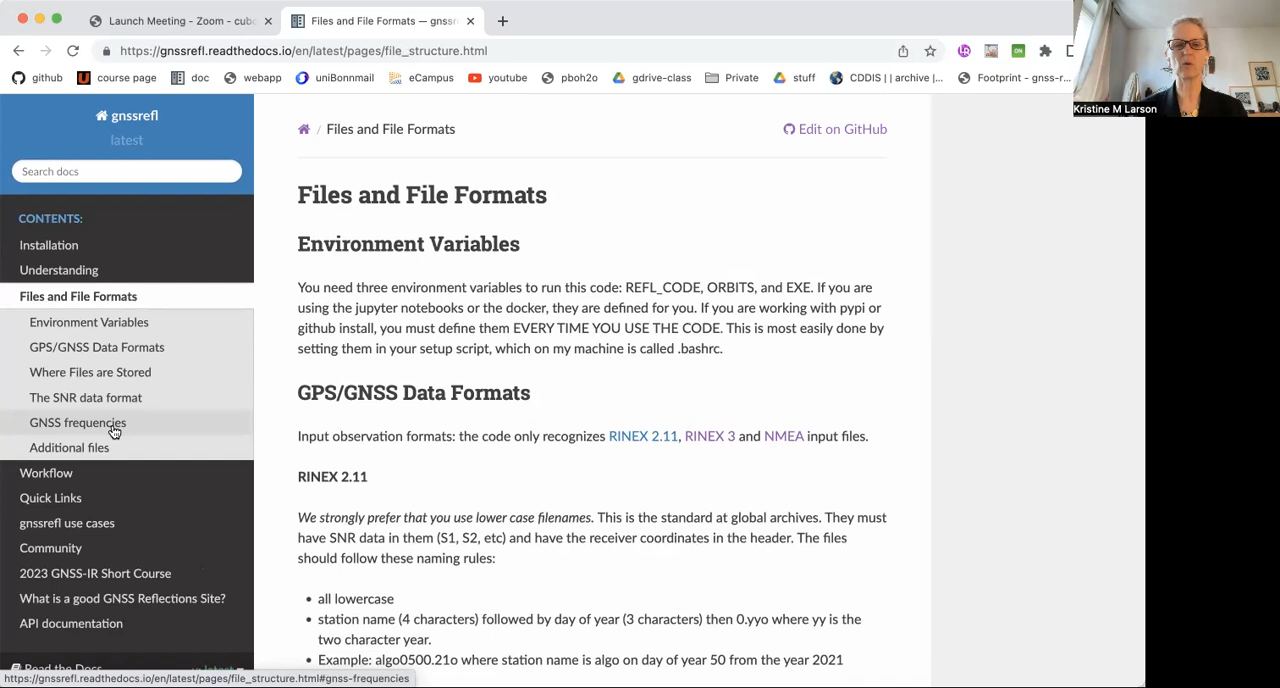 Launch Meeting - Zoom - cubo
Files and File Formats — gnssr
https://gnssrefl.readthedocs.io/en/latest/pages/file_structure.html
github
course page
doc
webapp
uniBonnmail
eCampus
youtube
pboh2o
gdrive-class
Private
stuff
CDDIS | | archive |...
Footprint - gnss-r...
Kristine M Larson
gnssrefl
latest
Search docs
CONTENTS:
Installation
Understanding
Files and File Formats
Environment Variables
GPS/GNSS Data Formats
Where Files are Stored
The SNR data format
GNSS frequencies
Additional files
Workflow
Quick Links
gnssrefl use cases
Community
2023 GNSS-IR Short Course
What is a good GNSS Reflections Site?
API documentation
Read the Docs
latest
https://gnssrefl.readthedocs.io/en/latest/pages/file_structure.html#gnss-frequencies
/ Files and File Formats
Edit on GitHub
Files and File Formats
Environment Variables
You need three environment variables to run this code: REFL_CODE, ORBITS, and EXE. If you are
using the jupyter notebooks or the docker, they are defined for you. If you are working with pypi or
github install, you must define them EVERY TIME YOU USE THE CODE. This is most easily done by
setting them in your setup script, which on my machine is called .bashrc.
GPS/GNSS Data Formats
Input observation formats: the code only recognizes RINEX 2.11, RINEX 3 and NMEA input files.
RINEX 2.11
We strongly prefer that you use lower case filenames. This is the standard at global archives. They must
have SNR data in them (S1, S2, etc) and have the receiver coordinates in the header. The files
should follow these naming rules:
• all lowercase
• station name (4 characters) followed by day of year (3 characters) then 0.yyo where yy is the
two character year.
• Example: algo0500.21o where station name is algo on day of year 50 from the year 2021